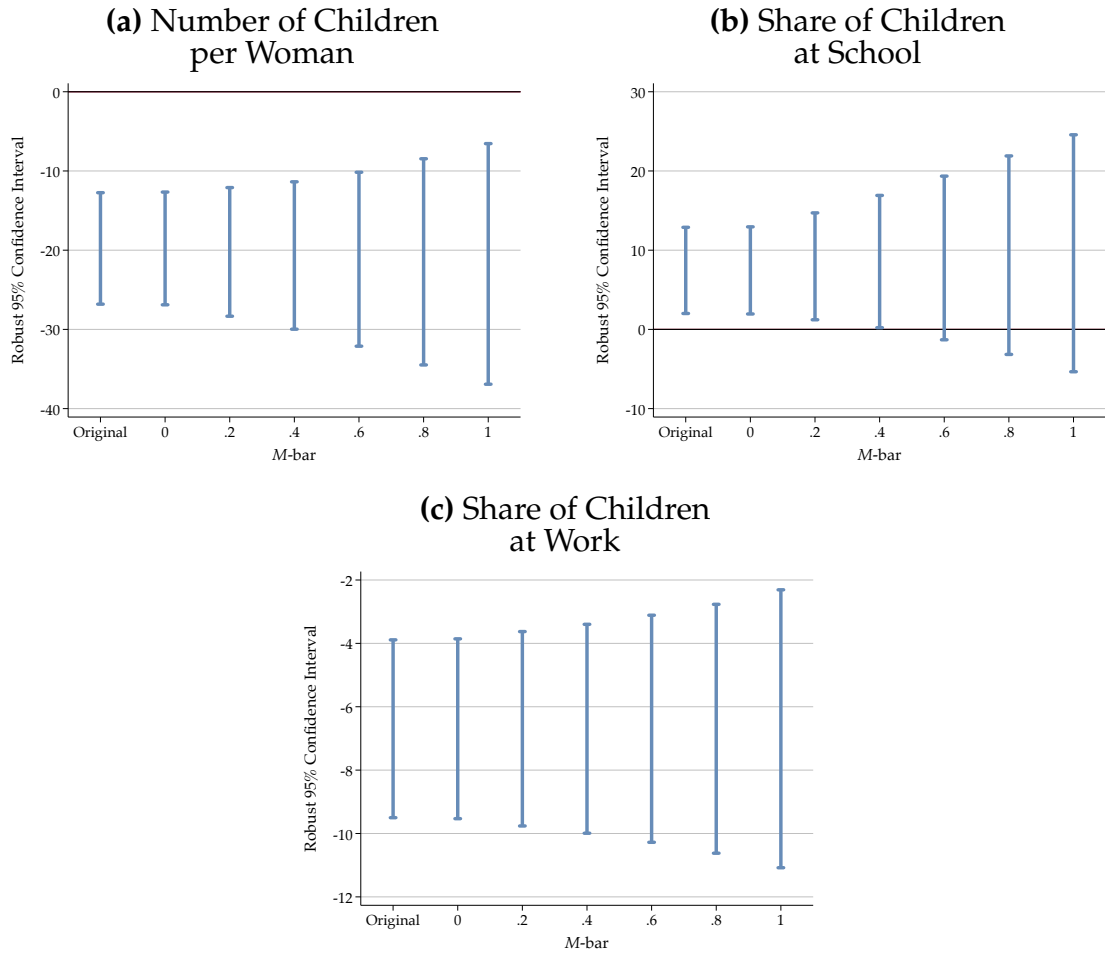 (a) Number of Children
per Woman
Robust 95% Confidence Interval
0
-10
-20
-30
-40
Original 0 .2 .4 .6 .8 1
M-bar
(b) Share of Children
at School
Robust 95% Confidence Interval
30
20
10
0
-10
Original 0 .2 .4 .6 .8 1
M-bar
(c) Share of Children
at Work
Robust 95% Confidence Interval
-2
-4
-6
-8
-10
-12
Original 0 .2 .4 .6 .8 1
M-bar